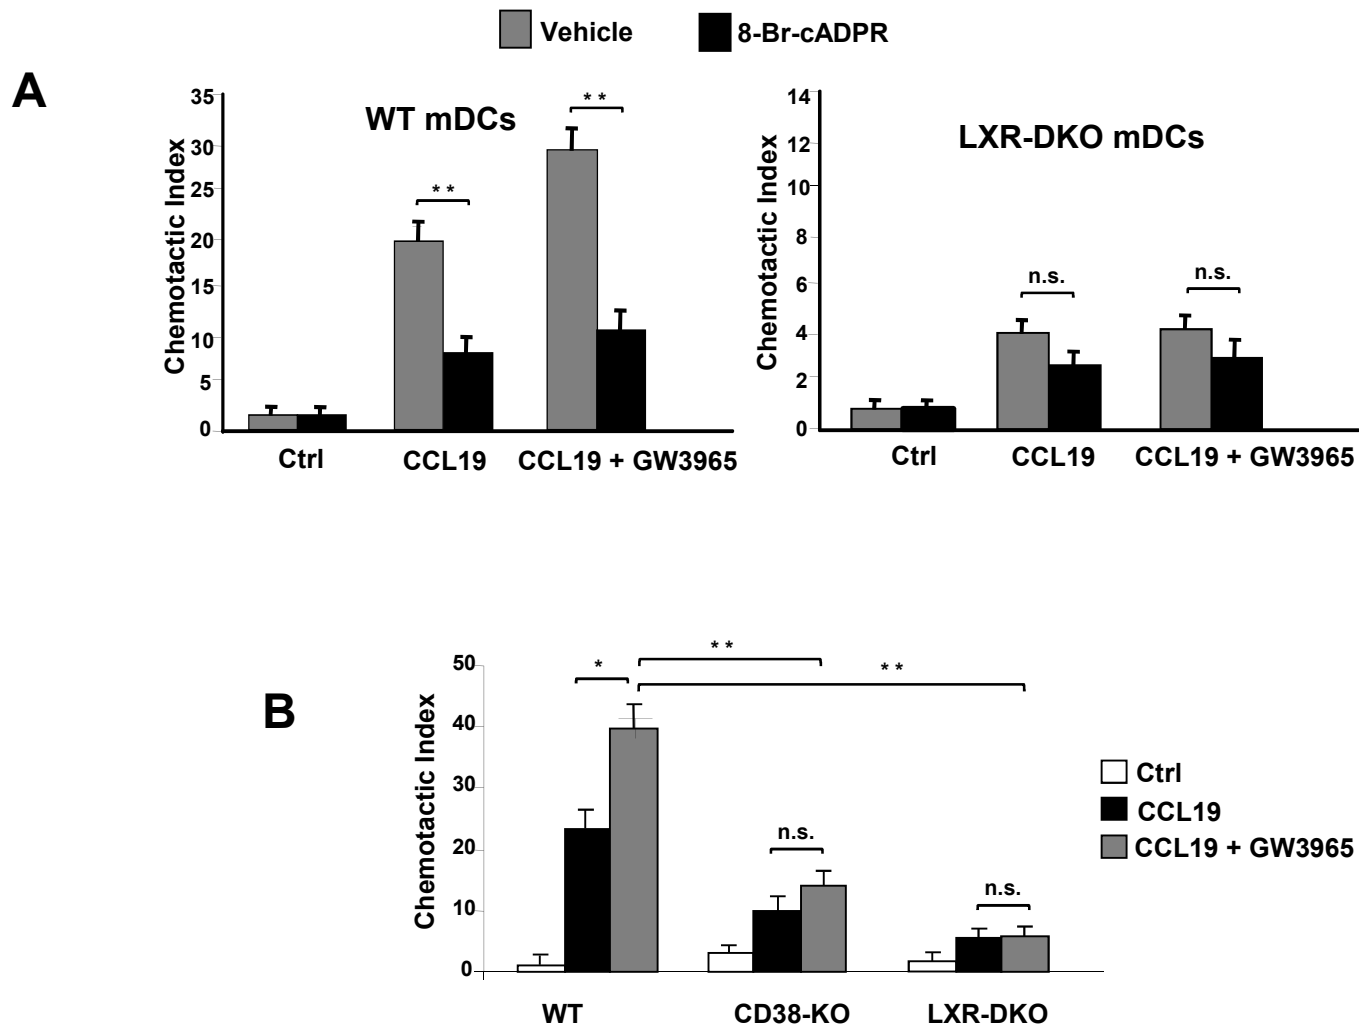 Vehicle 8-Br-cADPR
A
WT mDCs
Chemotactic Index
35
30
25
20
15
10
5
0
* *
* *
Ctrl CCL19 CCL19 + GW3965
LXR-DKO mDCs
Chemotactic Index
14
12
10
8
6
4
2
0
n.s.
n.s.
Ctrl CCL19 CCL19 + GW3965
B
Chemotactic Index
50
40
30
20
10
0
*
* *
* *
n.s.
n.s.
WT CD38-KO LXR-DKO
Ctrl
CCL19
CCL19 + GW3965